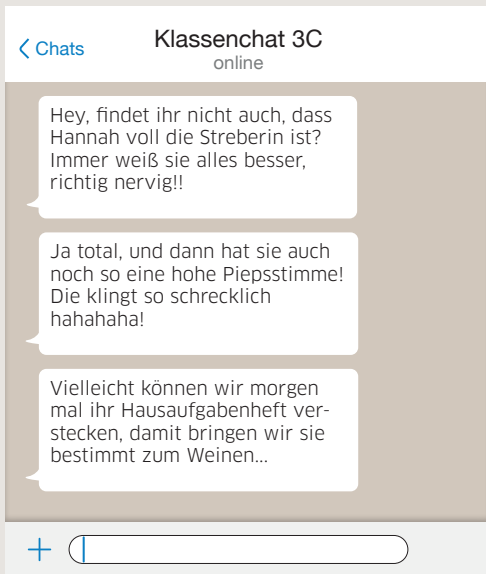 Chats
Klassenchat 3C
online
Hey, findet ihr nicht auch, dass
Hannah voll die Streberin ist?
Immer weiß sie alles besser,
richtig nervig!!
Ja total, und dann hat sie auch
noch so eine hohe Piepsstimme!
Die klingt so schrecklich
hahahaha!
Vielleicht können wir morgen
mal ihr Hausaufgabenheft ver-
stecken, damit bringen wir sie
bestimmt zum Weinen...